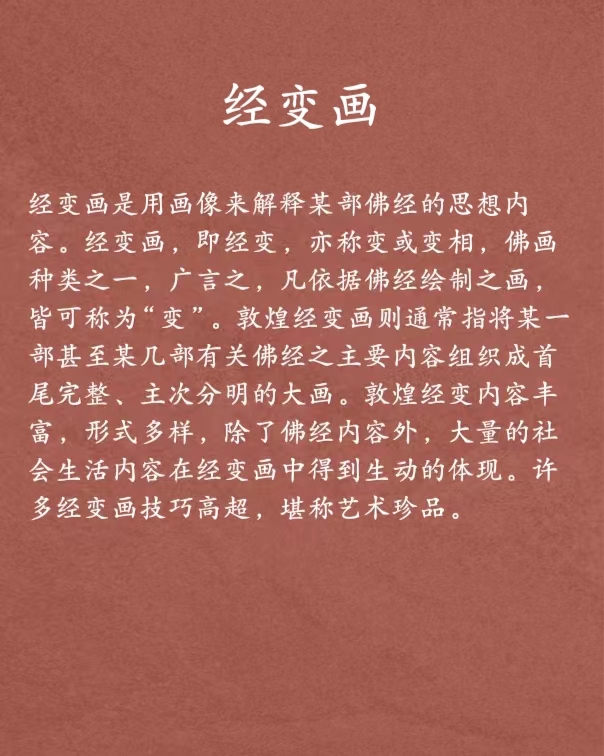 经变画
经变画是用画像来解释某部佛经的思想内
容。经变画，即经变，亦称变或变相，佛画
种类之一，广言之，凡依据佛经绘制之画，
皆可称为“变”。敦煌经变画则通常指将某一
部甚至某几部有关佛经之主要内容组织成首
尾完整、主次分明的大画。敦煌经变内容丰
富，形式多样，除了佛经内容外，大量的社
会生活内容在经变画中得到生动的体现。许
多经变画技巧高超，堪称艺术珍品。